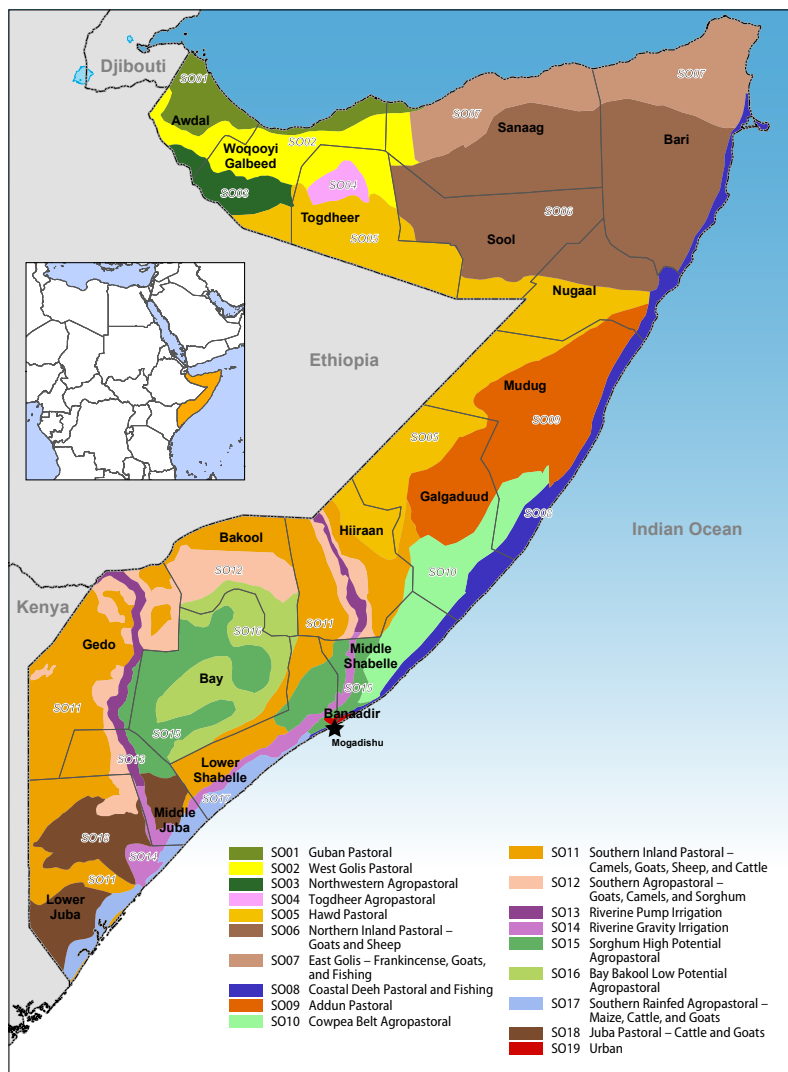 Djibouti
SO01
SO07
Awdal
SO07
Sanaag
Bari
SO02
Woqooyi
Galbeed
SO03
SO04
SO06
Togdheer
SO05
Sool
Nugaal
Ethiopia
Mudug
SO09
SO05
Galgaduud
SO08
Indian Ocean
Hiiraan
Bakool
SO12
SO10
Kenya
Gedo
SO16
SO11
Middle
Shabelle
Bay
SO11
SO15
SO15
Banaadir
Mogadishu
SO13
Lower
Shabelle
SO17
Middle
Juba
SO18
SO14
SO11
Lower
Juba
SO01 Guban Pastoral
SO02 West Golis Pastoral
SO03 Northwestern Agropastoral
SO04 Togdheer Agropastoral
SO05 Hawd Pastoral
SO06 Northern Inland Pastoral –
Goats and Sheep
SO07 East Golis – Frankincense, Goats,
and Fishing
SO08 Coastal Deeh Pastoral and Fishing
SO09 Addun Pastoral
SO10 Cowpea Belt Agropastoral
SO11 Southern Inland Pastoral –
Camels, Goats, Sheep, and Cattle
SO12 Southern Agropastoral –
Goats, Camels, and Sorghum
SO13 Riverine Pump Irrigation
SO14 Riverine Gravity Irrigation
SO15 Sorghum High Potential
Agropastoral
SO16 Bay Bakool Low Potential
Agropastoral
SO17 Southern Rainfed Agropastoral –
Maize, Cattle, and Goats
SO18 Juba Pastoral – Cattle and Goats
SO19 Urban